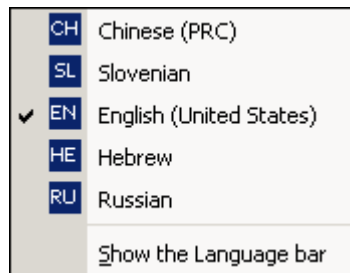 CH Chinese (PRC)
SL Slovenian
EN English (United States)
HE Hebrew
RU Russian
Show the Language bar